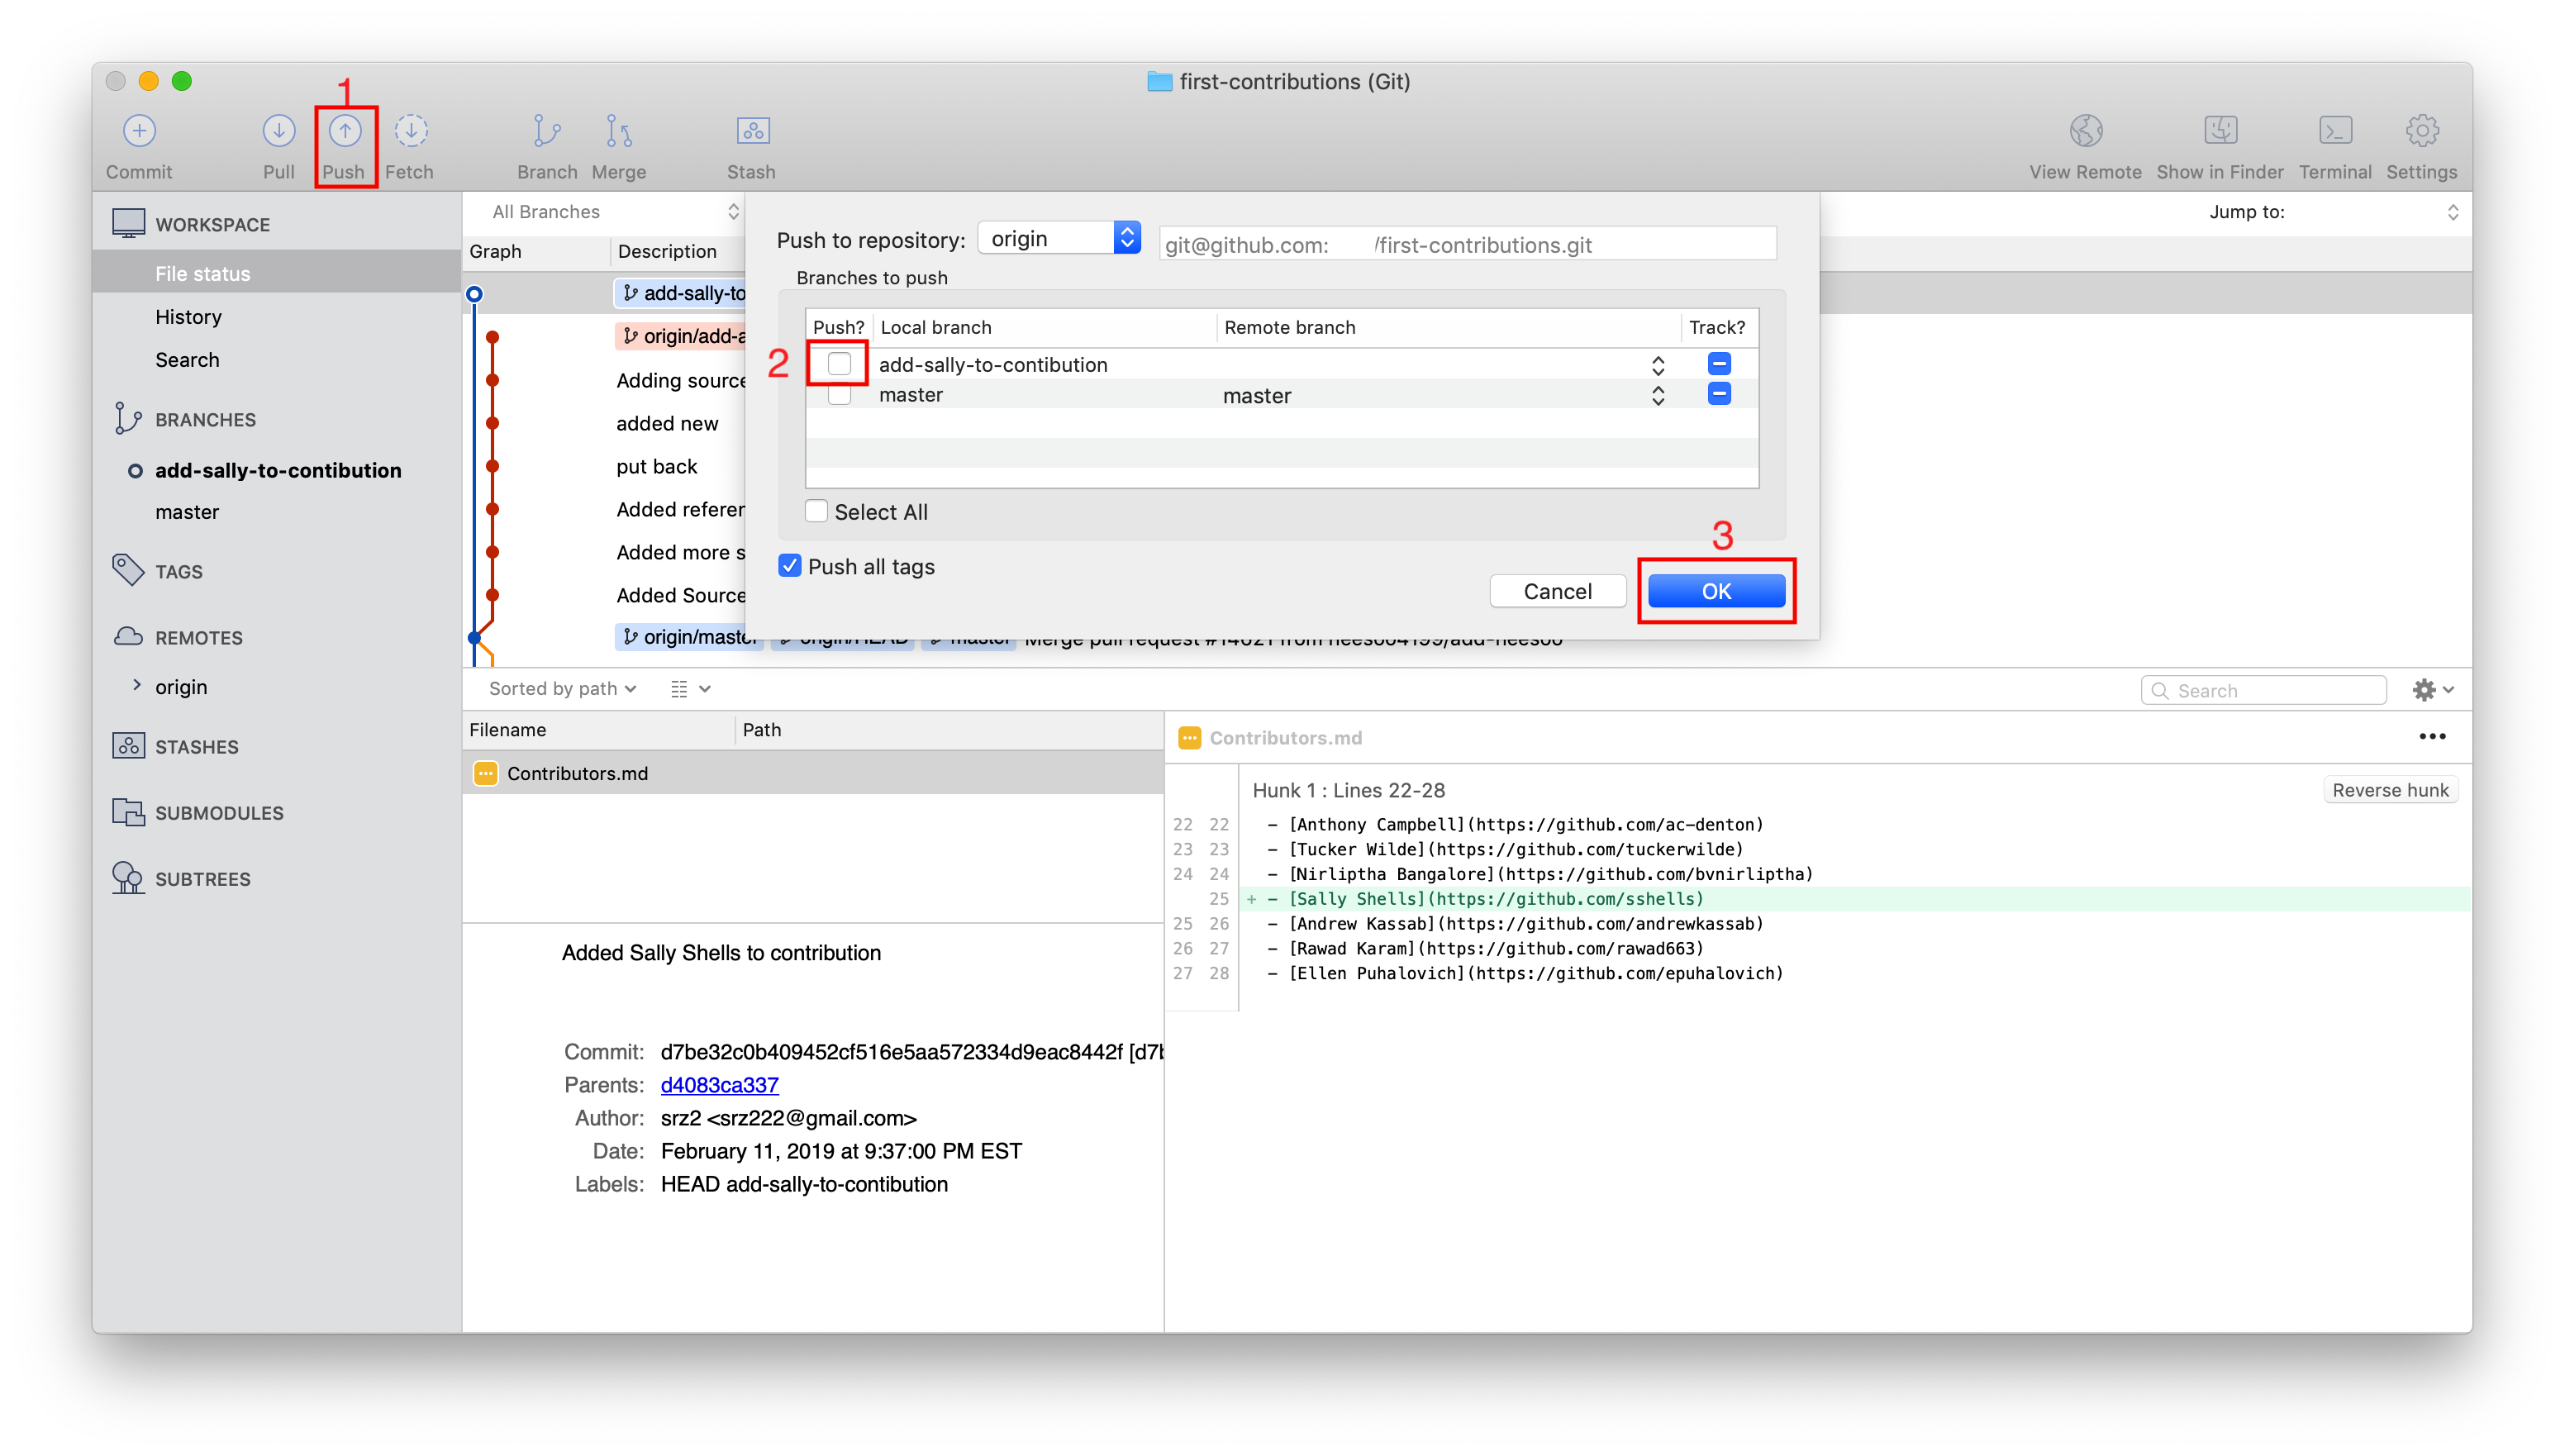 first-contributions (Git)
1
Commit Pull Push Fetch Branch Merge Stash View Remote Show in Finder Terminal Settings
WORKSPACE
File status
History
Search
BRANCHES
add-sally-to-contibution
master
TAGS
REMOTES
origin
STASHES
SUBMODULES
SUBTREES
All Branches
Jump to:
Graph Description
add-sally-to
origin/add-a
Adding source
added new
put back
Added referer
Added more s
Added Source
origin/master origin/HEAD master Merge pull request #14621 from
Push to repository: origin git@github.com: /first-contributions.git
Branches to push
Push? Local branch Remote branch Track?
2
add-sally-to-contibution
master master
Select All
Push all tags
3
Cancel OK
Sorted by path
Search
Filename Path
Contributors.md
Contributors.md
Hunk 1 : Lines 22-28
Reverse hunk
22 22 - [Anthony Campbell](https://github.com/ac-denton)
23 23 - [Tucker Wilde](https://github.com/tuckerwilde)
24 24 - [Nirliptha Bangalore](https://github.com/bvnirliptha)
25 + - [Sally Shells](https://github.com/sshells)
25 26 - [Andrew Kassab](https://github.com/andrewkassab)
26 27 - [Rawad Karam](https://github.com/rawad663)
27 28 - [Ellen Puhalovich](https://github.com/epuhalovich)
Added Sally Shells to contribution
Commit: d7be32c0b409452cf516e5aa572334d9eac8442f [d7b
Parents: d4083ca337
Author: srz2 <srz222@gmail.com>
Date: February 11, 2019 at 9:37:00 PM EST
Labels: HEAD add-sally-to-contibution